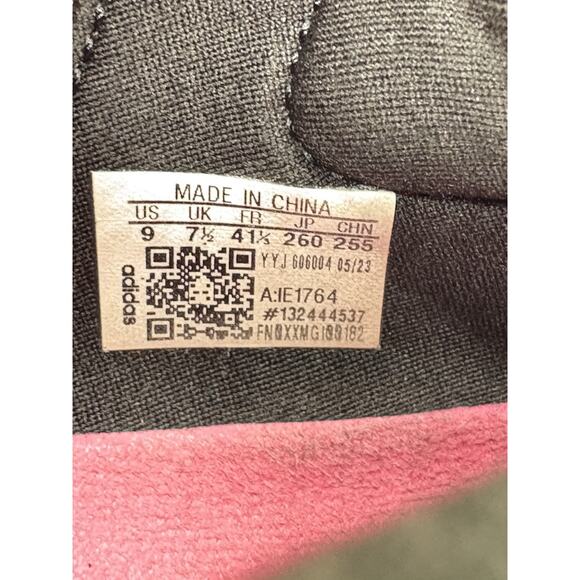 MADE IN CHINA
US UK FR JP CHN
9 7½ 41⅓ 260 255
YYJ 606004 05/23
A:IE1764
#132444537
adidas